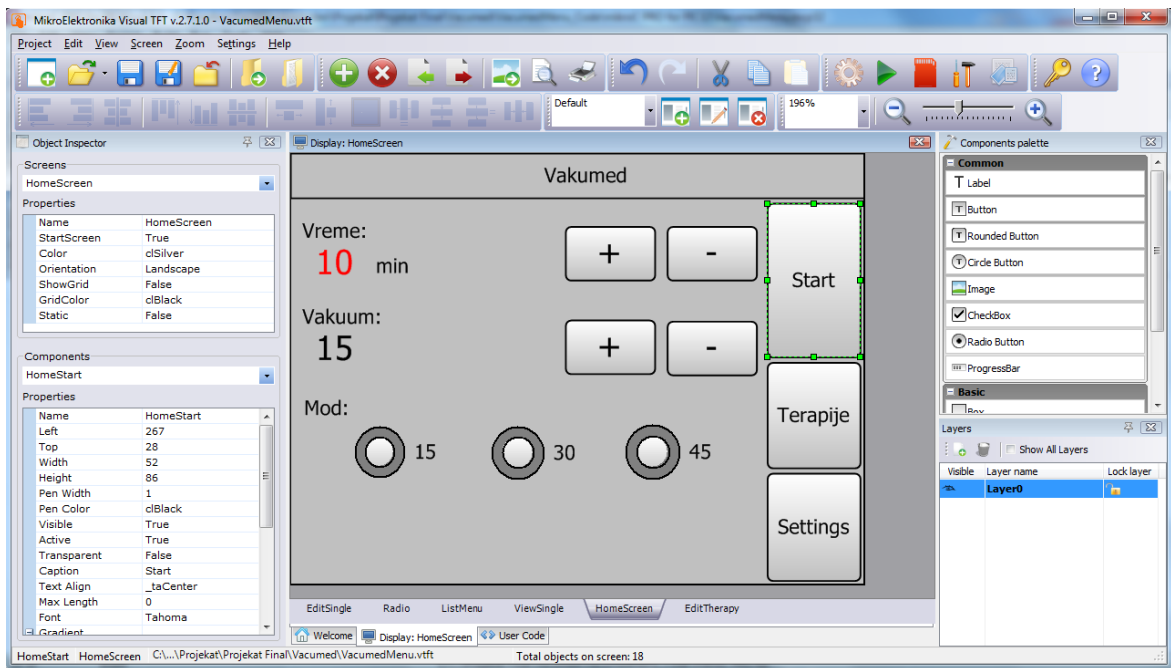 MikroElektronika Visual TFT v.2.7.1.0 - VacumedMenu.vtft
Project Edit View Screen Zoom Settings Help
Default
196%
Object Inspector
Screens
HomeScreen
Properties
Name HomeScreen
StartScreen True
Color clSilver
Orientation Landscape
ShowGrid False
GridColor clBlack
Static False
Components
HomeStart
Properties
Name HomeStart
Left 267
Top 28
Width 52
Height 86
Pen Width 1
Pen Color clBlack
Visible True
Active True
Transparent False
Caption Start
Text Align _taCenter
Max Length 0
Font Tahoma
Gradient
Display: HomeScreen
Vakumed
Vreme:
10 min
+ -
Vakuum:
15
+ -
Mod:
15 30 45
Start
Terapije
Settings
EditSingle Radio ListMenu ViewSingle HomeScreen EditTherapy
Welcome Display: HomeScreen User Code
Components palette
Common
Label
Button
Rounded Button
Circle Button
Image
CheckBox
Radio Button
ProgressBar
Basic
Box
Layers
Show All Layers
Visible Layer name Lock layer
Layer0
HomeStart HomeScreen C:\...\Projekat\Projekat Final\Vacumed\VacumedMenu.vtft Total objects on screen: 18